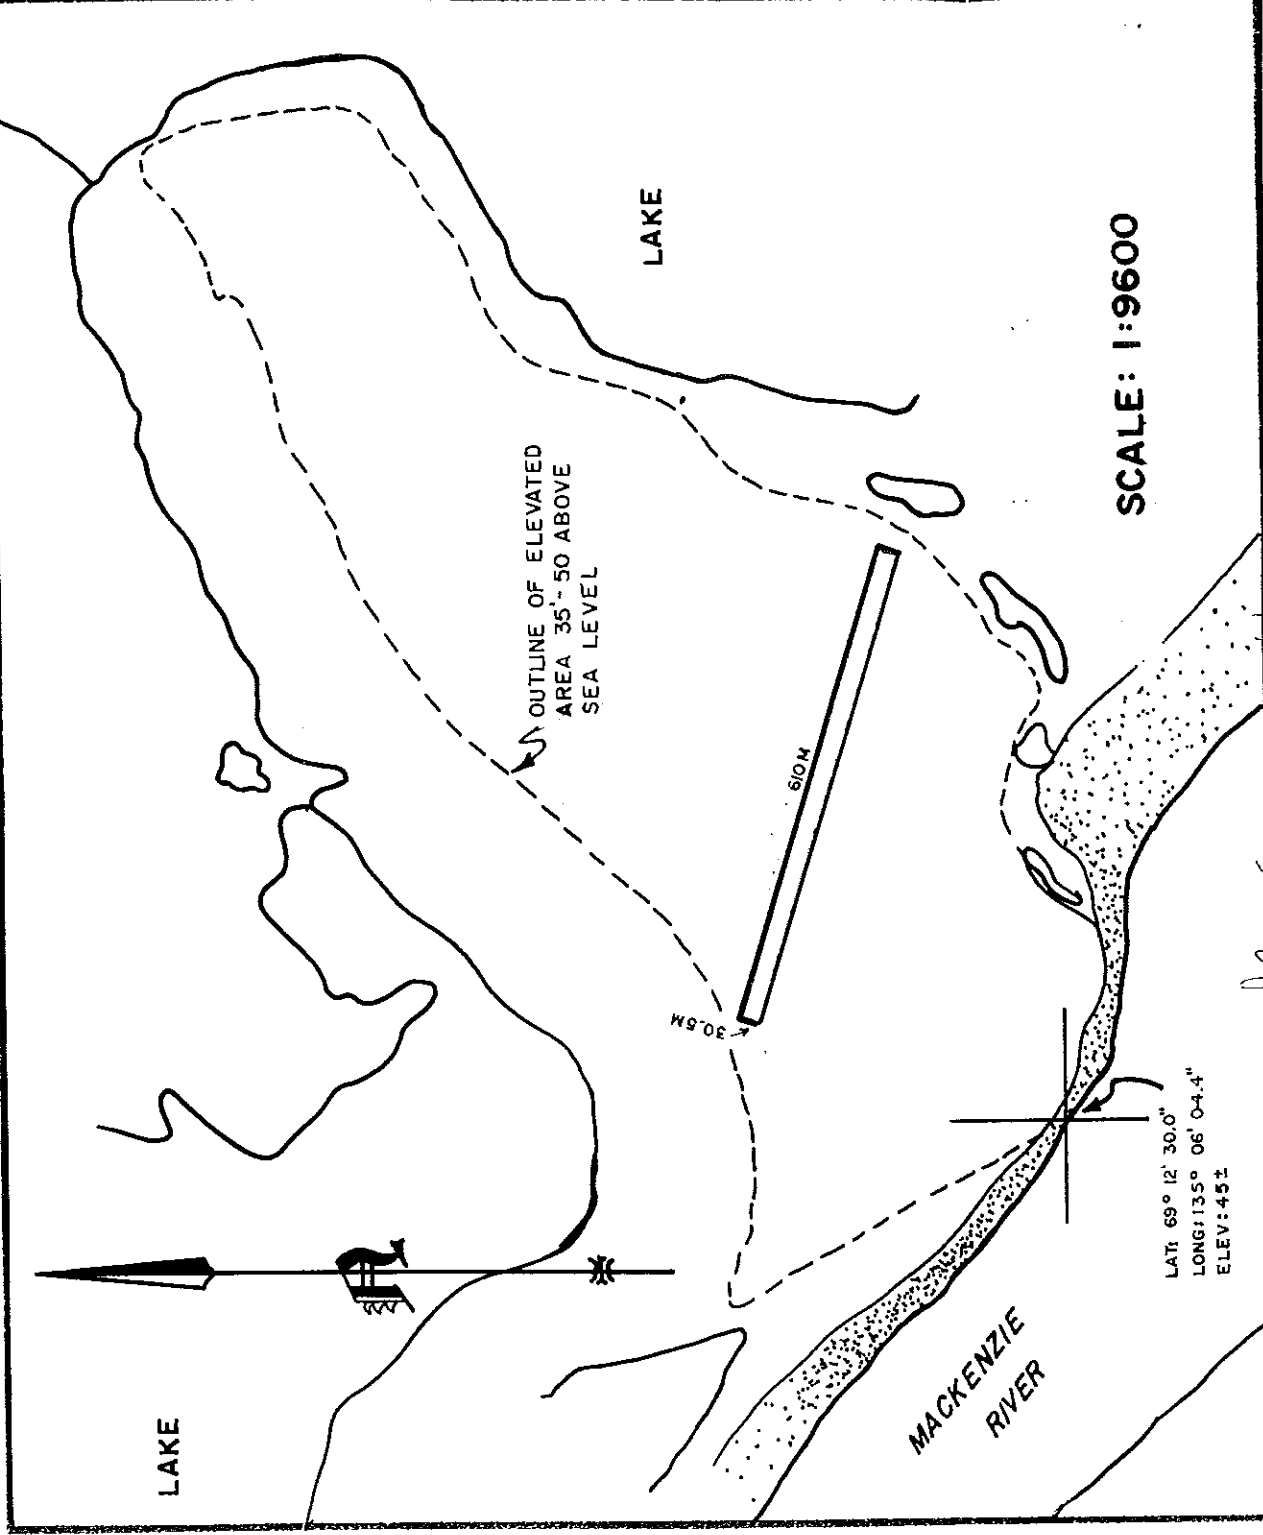 LAKE
LAKE
OUTLINE OF ELEVATED
AREA 35'-50 ABOVE
SEA LEVEL
610 M
30.5M
SCALE: 1:9600
MACKENZIE
RIVER
LAT: 69° 12' 30.0"
LONG: 135° 06' 04.4"
ELEV: 45±